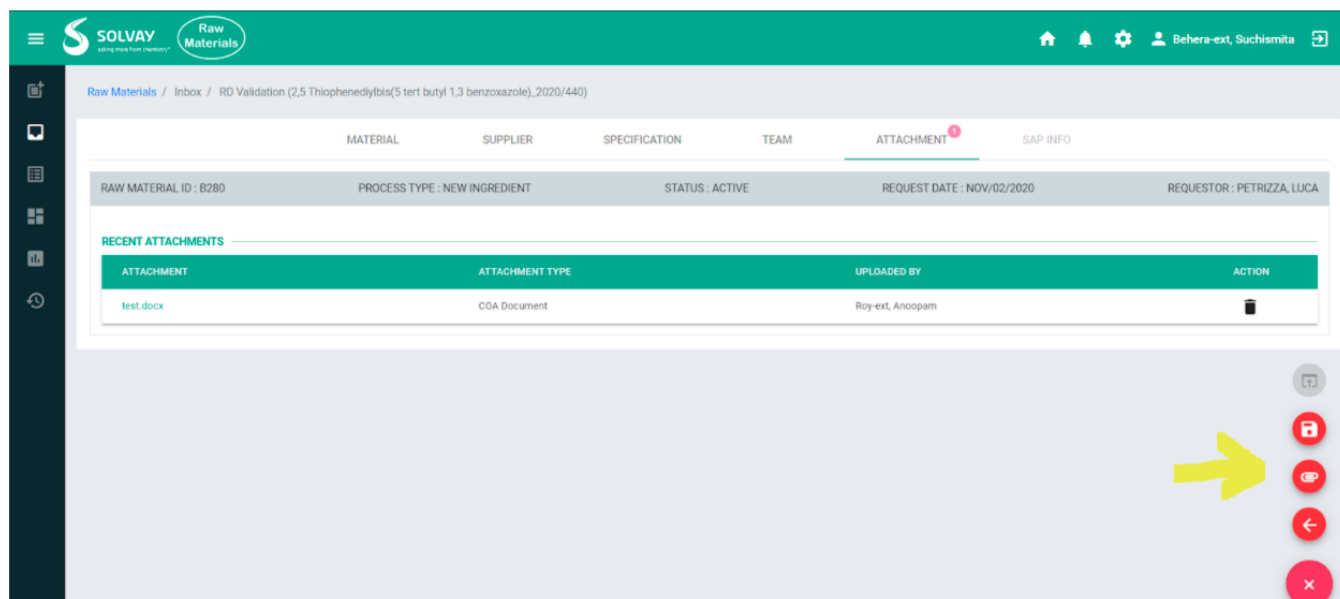 SOLVAY
asking more from chemistry®
Raw
Materials
Behera-ext, Suchismita
Raw Materials / Inbox / RD Validation (2,5 Thiophenediylbis(5 tert butyl 1,3 benzoxazole)_2020/440)
MATERIAL SUPPLIER SPECIFICATION TEAM ATTACHMENT 1 SAP INFO
RAW MATERIAL ID : B280 PROCESS TYPE : NEW INGREDIENT STATUS : ACTIVE REQUEST DATE : NOV/02/2020 REQUESTOR : PETRIZZA, LUCA
RECENT ATTACHMENTS
ATTACHMENT ATTACHMENT TYPE UPLOADED BY ACTION
test.docx COA Document Roy-ext, Anoopam